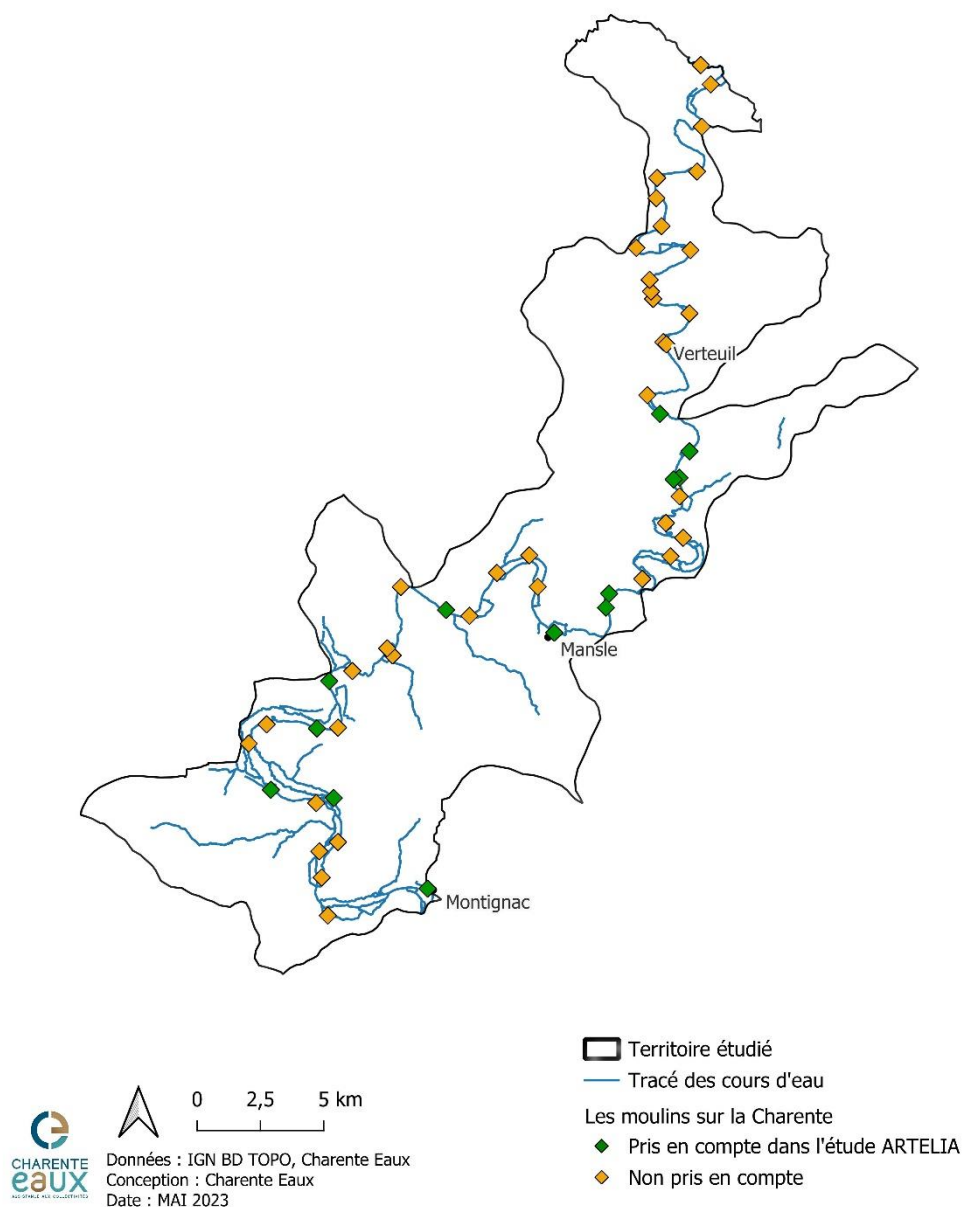 Verteuil
Mansle
Montignac
Territoire étudié
Tracé des cours d'eau
Les moulins sur la Charente
Pris en compte dans l'étude ARTELIA
Non pris en compte
0 2,5 5 km
CHARENTE
eaux
Données : IGN BD TOPO, Charente Eaux
Conception : Charente Eaux
Date : MAI 2023